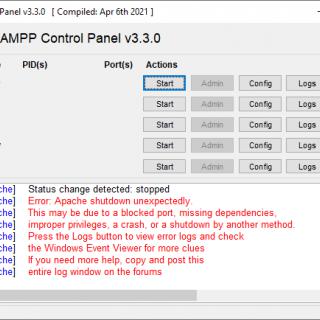 Panel v3.3.0 [ Compiled: Apr 6th 2021 ]
AMPP Control Panel v3.3.0
PID(s) Port(s) Actions
Start Admin Config Logs
Start Admin Config Logs
Start Admin Config Logs
Start Admin Config Logs
Start Admin Config Logs
che] Status change detected: stopped
che] Error: Apache shutdown unexpectedly.
che] This may be due to a blocked port, missing dependencies,
che] improper privileges, a crash, or a shutdown by another method.
che] Press the Logs button to view error logs and check
che] the Windows Event Viewer for more clues
che] If you need more help, copy and post this
che] entire log window on the forums